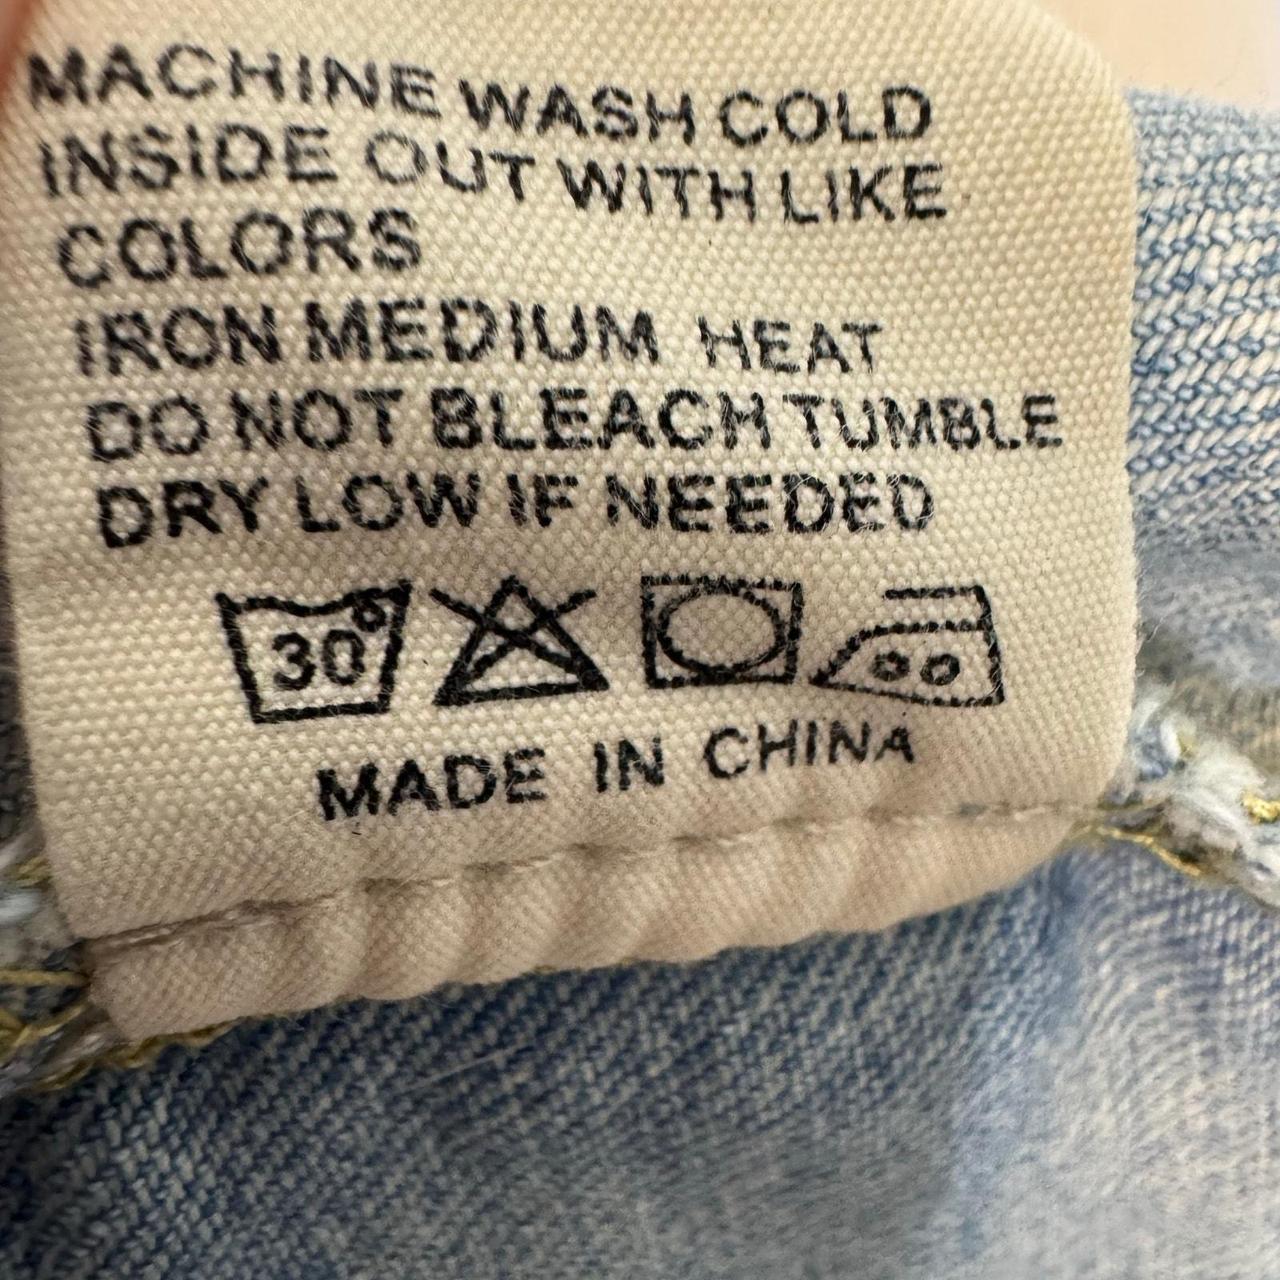 MACHINE WASH COLD
INSIDE OUT WITH LIKE
COLORS
IRON MEDIUM HEAT
DO NOT BLEACH TUMBLE
DRY LOW IF NEEDED
30°
MADE IN CHINA